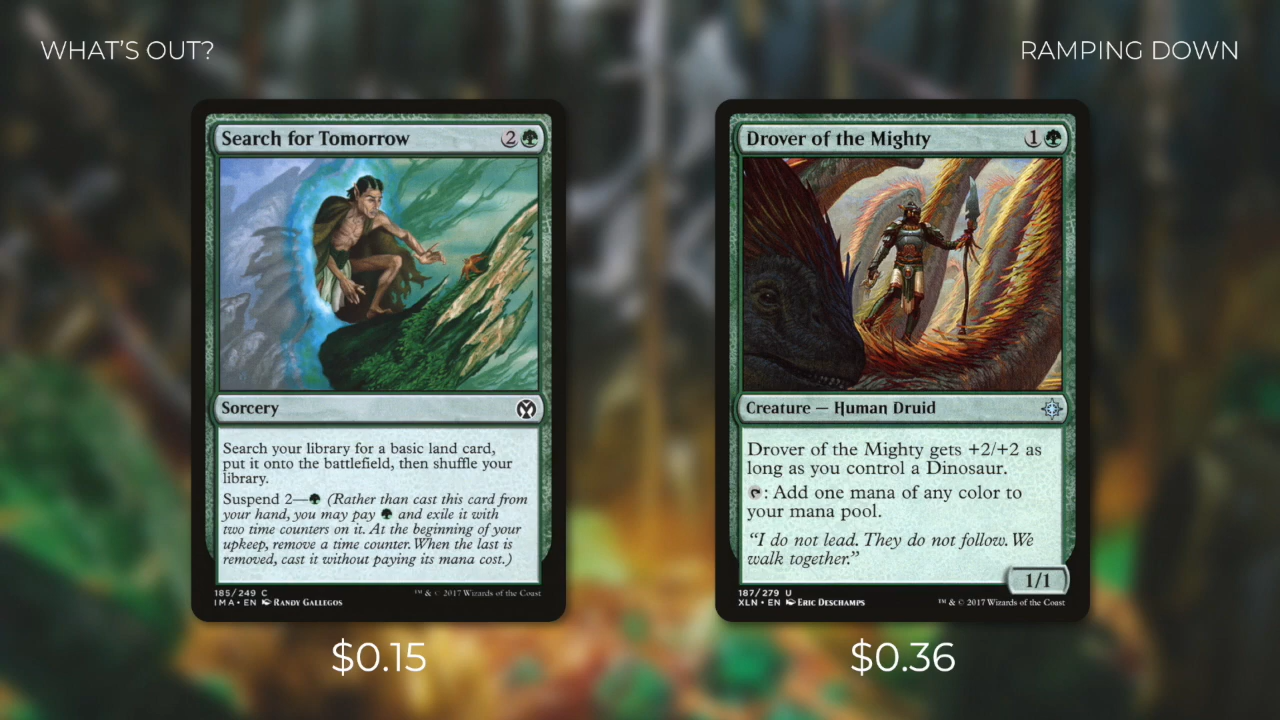 WHAT'S OUT?
RAMPING DOWN
Search for Tomorrow 2
Sorcery
Search your library for a basic land card,
put it onto the battlefield, then shuffle your
library.
Suspend 2— (Rather than cast this card from
your hand, you may pay and exile it with
two time counters on it. At the beginning of your
upkeep, remove a time counter. When the last is
removed, cast it without paying its mana cost.)
185/249 C
IMA • EN RANDY GALLEGOS
™ & © 2017 Wizards of the Coast
$0.15
Drover of the Mighty 1
Creature — Human Druid
Drover of the Mighty gets +2/+2 as
long as you control a Dinosaur.
: Add one mana of any color to
your mana pool.
“I do not lead. They do not follow. We
walk together.”
1/1
187/279 U
XLN • EN ERIC DESCHAMPS
™ & © 2017 Wizards of the Coast
$0.36